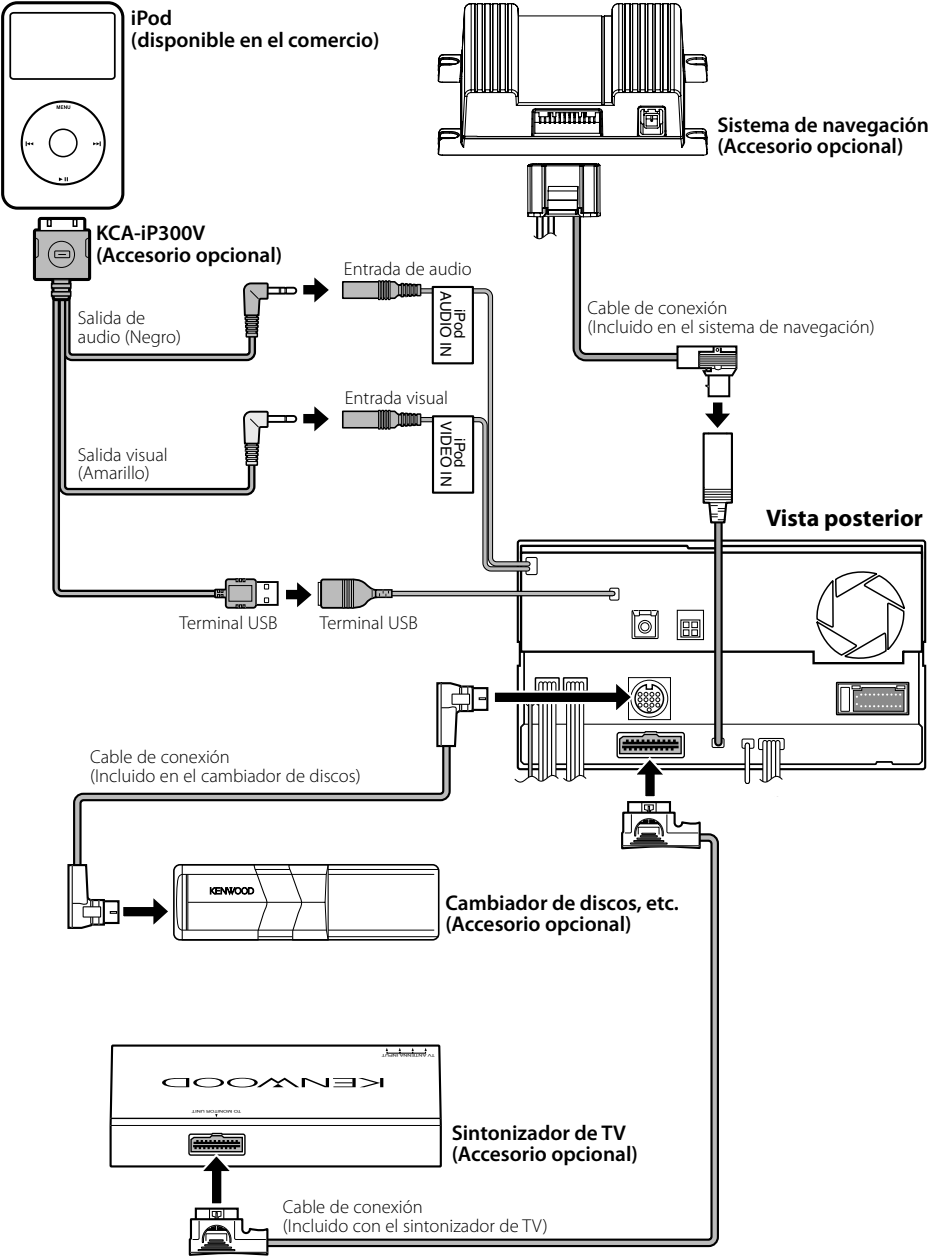 iPod
(disponible en el comercio)
MENU
Sistema de navegación
(Accesorio opcional)
KCA-iP300V
(Accesorio opcional)
Entrada de audio
iPod
AUDIO IN
Salida de
audio (Negro)
Cable de conexión
(Incluido en el sistema de navegación)
Entrada visual
iPod
VIDEO IN
Salida visual
(Amarillo)
Vista posterior
Terminal USB
Terminal USB
Cable de conexión
(Incluido en el cambiador de discos)
KENWOOD
Cambiador de discos, etc.
(Accesorio opcional)
TV ANTENNA INPUT
KENWOOD
TO MONITOR UNIT
Sintonizador de TV
(Accesorio opcional)
Cable de conexión
(Incluido con el sintonizador de TV)